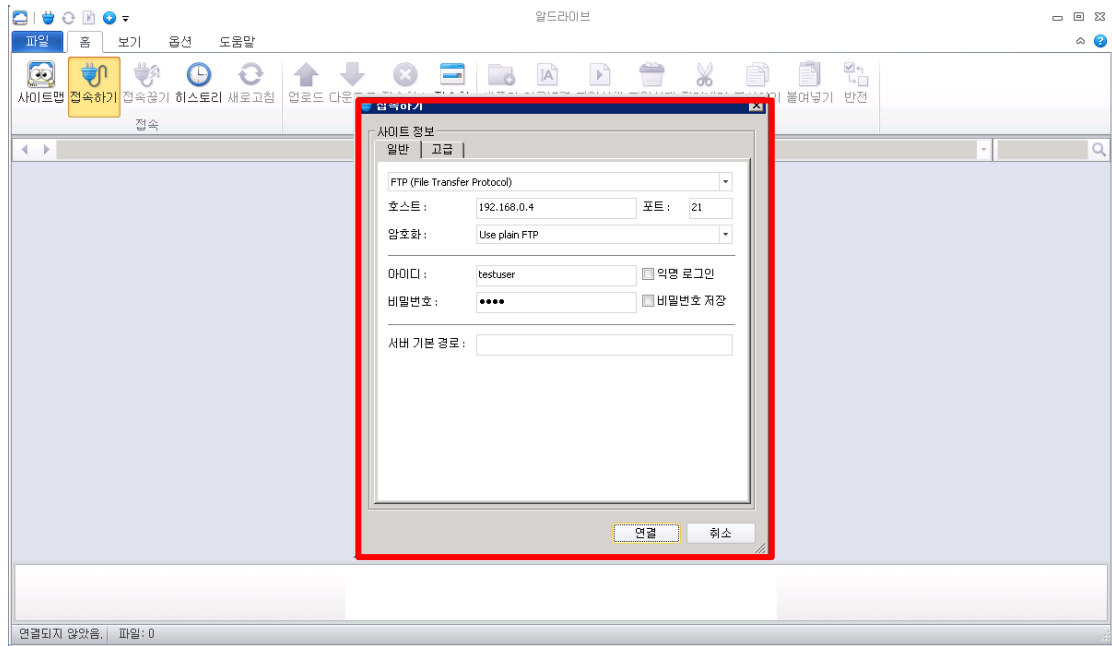 알드라이브
파일 홈 보기 옵션 도움말
사이트맵 접속하기 접속끊기 히스토리 새로고침 업로드 붙여넣기 반전
접속
접속하기
사이트 정보
일반 고급
FTP (File Transfer Protocol)
호스트 : 192.168.0.4 포트 : 21
암호화 : Use plain FTP
아이디 : testuser 익명 로그인
비밀번호 : ●●●● 비밀번호 저장
서버 기본 경로 :
연결 취소
연결되지 않았음. 파일: 0